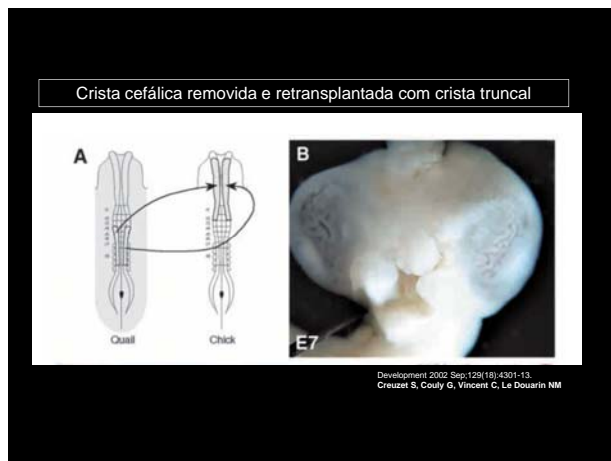 Crista cefálica removida e retransplantada com crista truncal
A
B
Quail
Chick
E7
Development 2002 Sep;129(18):4301-13.
Creuzet S, Couly G, Vincent C, Le Douarin NM